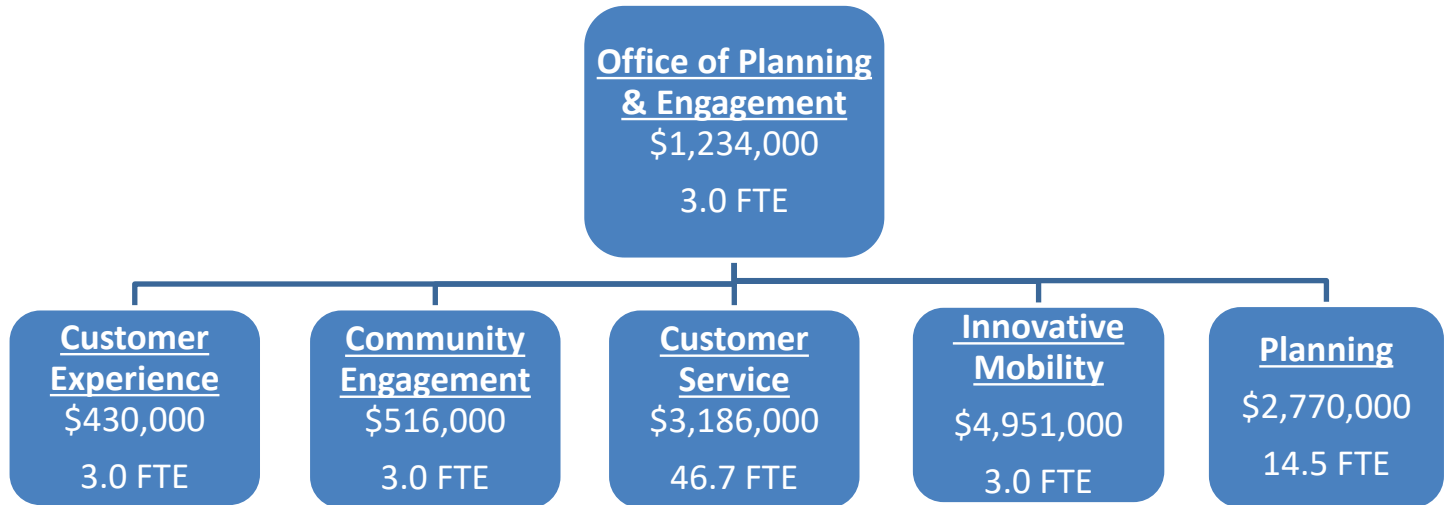 Office of Planning
& Engagement
$1,234,000
3.0 FTE
Customer
Experience
$430,000
3.0 FTE
Community
Engagement
$516,000
3.0 FTE
Customer
Service
$3,186,000
46.7 FTE
Innovative
Mobility
$4,951,000
3.0 FTE
Planning
$2,770,000
14.5 FTE